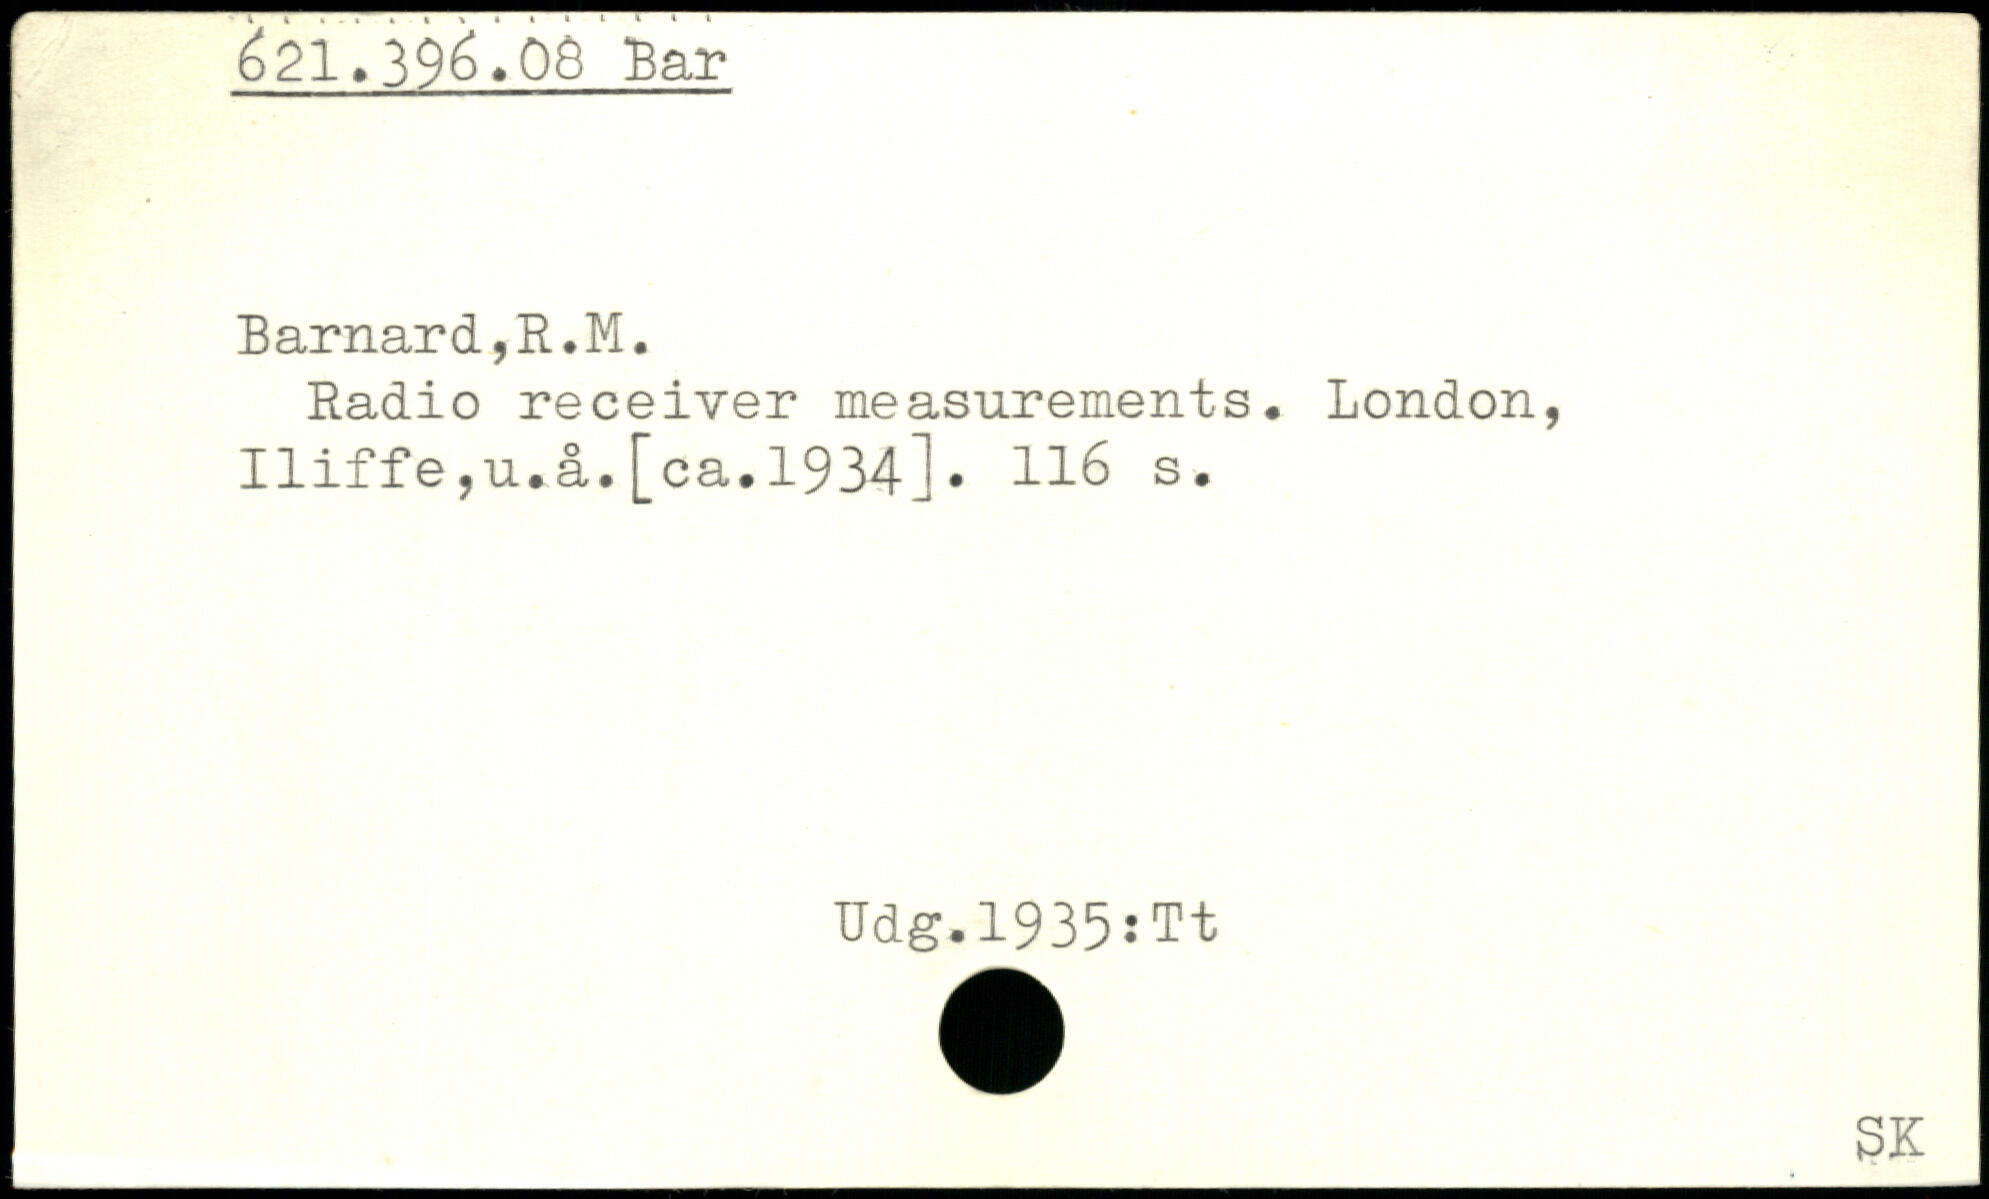 621.396.08 Bar
Barnard,R.M.
Radio receiver measurements. London,
Iliffe,u.å.[ca.1934]. 116 s.
Udg.1935:Tt
SK